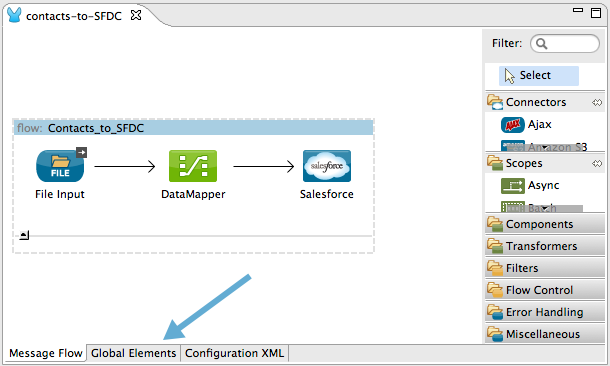 contacts-to-SFDC
Filter:
Select
Connectors
Ajax
Amazon S3
Scopes
Async
Batch
Components
Transformers
Filters
Flow Control
Error Handling
Miscellaneous
flow: Contacts_to_SFDC
FILE
salesforce
File Input
DataMapper
Salesforce
Message Flow
Global Elements
Configuration XML